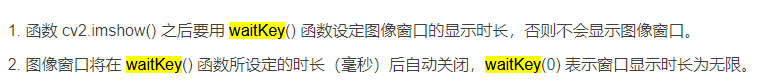 1. 函数 cv2.imshow() 之后要用 waitKey() 函数设定图像窗口的显示时长，否则不会显示图像窗口。
2. 图像窗口将在 waitKey() 函数所设定的时长（毫秒）后自动关闭，waitKey(0) 表示窗口显示时长为无限。